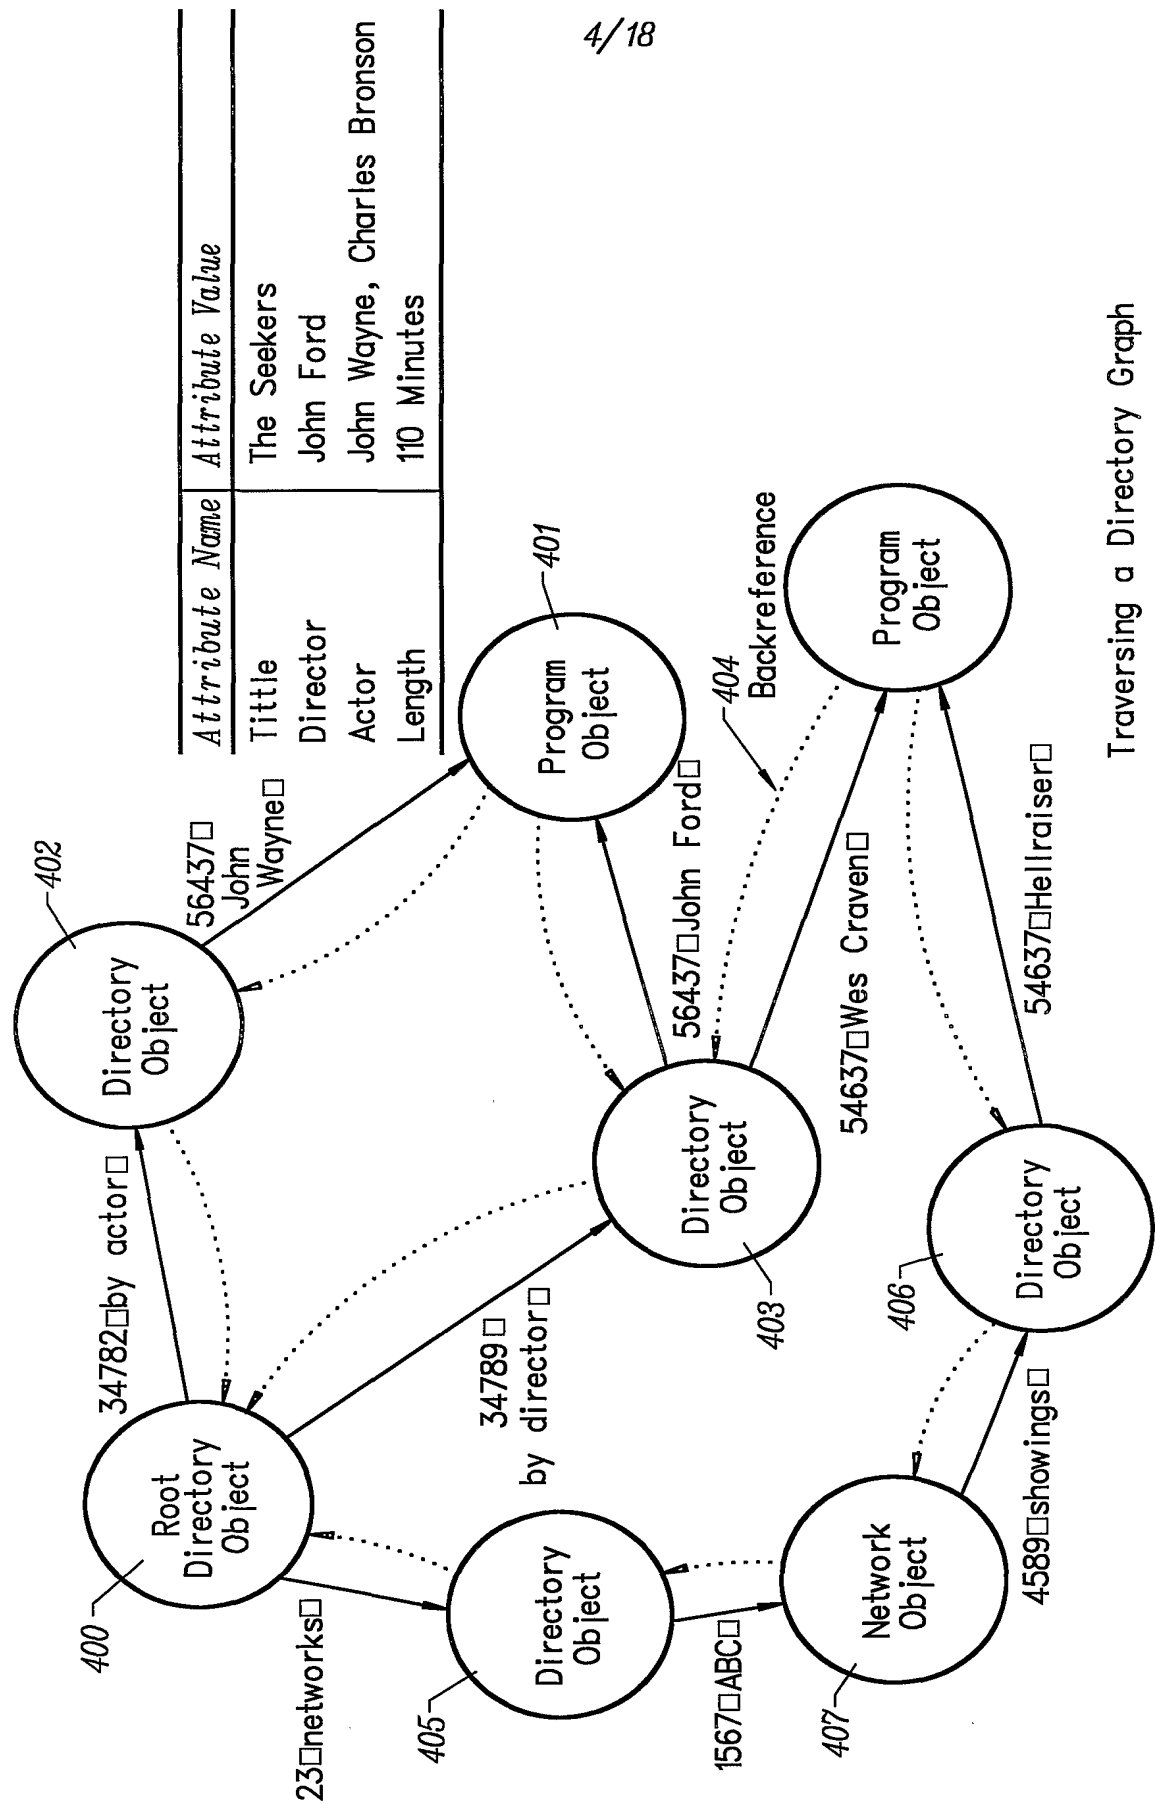 4/18
Attribute Name Attribute Value
Tittle The Seekers
Director John Ford
Actor John Wayne, Charles Bronson
Length 110 Minutes
402
Directory
Object
56437□
John
Wayne□
401
Program
Object
34782□by actor□
400
Root
Directory
Object
34789□
by director□
403
Directory
Object
56437□John Ford□
404
Backreference
Program
Object
54637□Wes Craven□
23□networks□
405
Directory
Object
1567□ABC□
407
Network
Object
4589□showings□
406
Directory
Object
54637□Hellraiser□
Traversing a Directory Graph